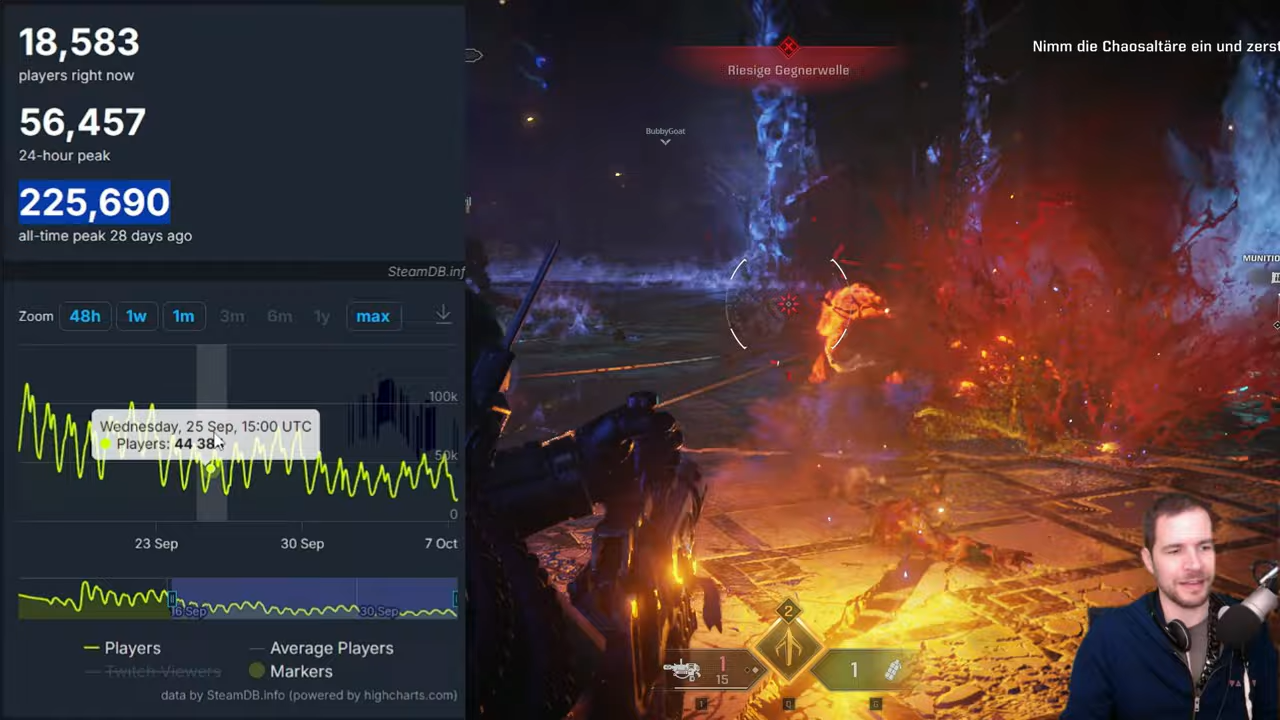 18,583
players right now
56,457
24-hour peak
225,690
all-time peak 28 days ago
SteamDB.inf
Zoom 48h 1w 1m 3m 6m 1y max
100k
Wednesday, 25 Sep, 15:00 UTC
Players: 44 38
50k
0
23 Sep 30 Sep 7 Oct
16 Sep 30 Sep
Players Average Players
Twitch Viewers Markers
data by SteamDB.info (powered by highcharts.com)
Riesige Gegnerwelle
Nimm die Chaosaltäre ein und zerst
BubbyGoat
MUNITIO
2
1
15
1
1 Q G